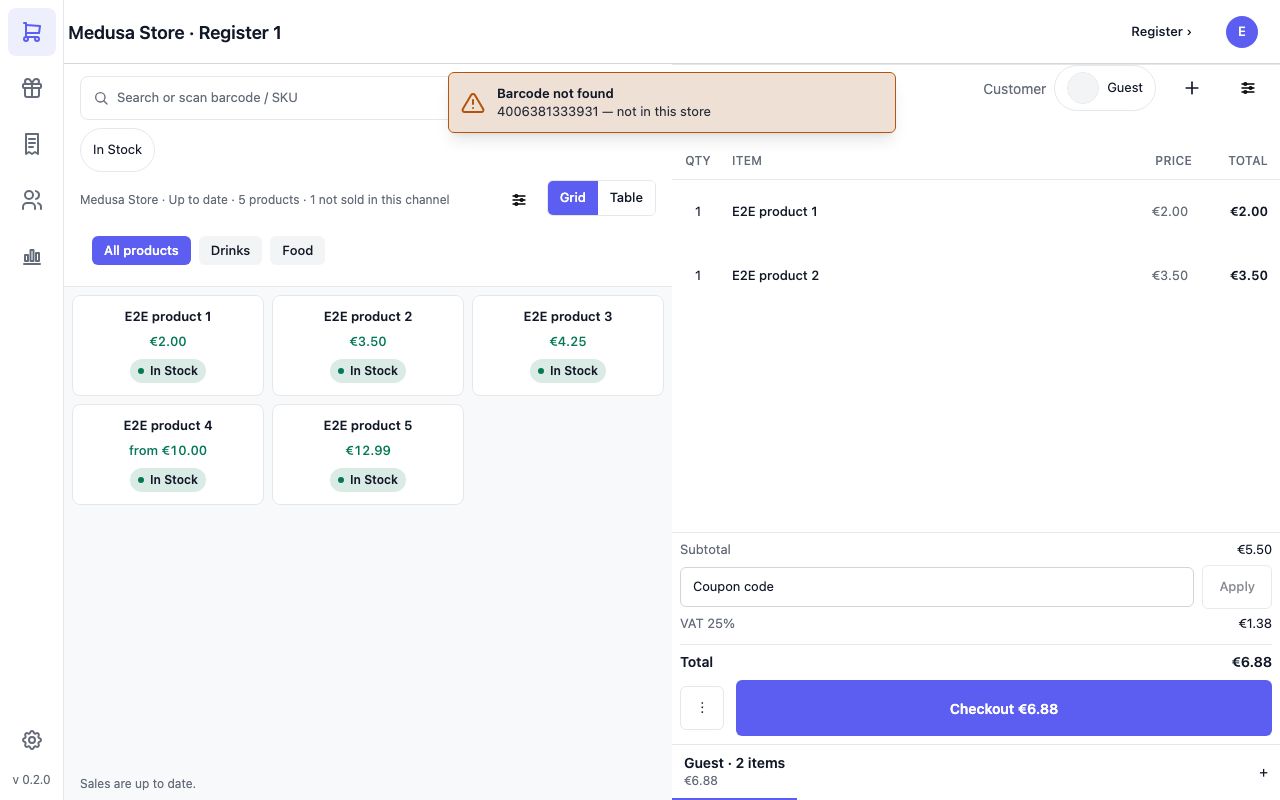 Medusa Store · Register 1
Register ›
E
Search or scan barcode / SKU
Barcode not found
4006381333931 — not in this store
Customer
Guest
In Stock
Medusa Store · Up to date · 5 products · 1 not sold in this channel
Grid
Table
All products
Drinks
Food
E2E product 1
€2.00
In Stock
E2E product 2
€3.50
In Stock
E2E product 3
€4.25
In Stock
E2E product 4
from €10.00
In Stock
E2E product 5
€12.99
In Stock
QTY ITEM PRICE TOTAL
1 E2E product 1 €2.00 €2.00
1 E2E product 2 €3.50 €3.50
Subtotal €5.50
Coupon code
Apply
VAT 25% €1.38
Total €6.88
Checkout €6.88
Guest · 2 items
€6.88
+
v 0.2.0
Sales are up to date.